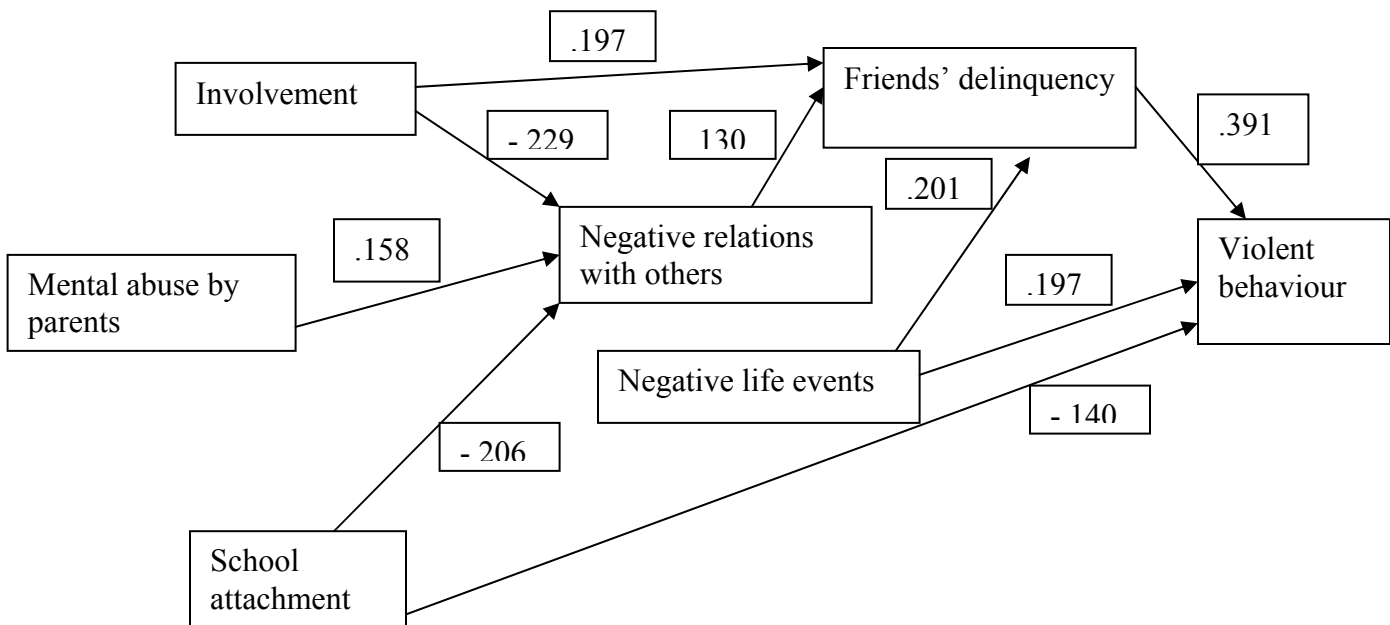 .197
Involvement
Friends’ delinquency
.391
- 229
130
.201
.158
Negative relations
with others
Violent
behaviour
Mental abuse by
parents
.197
Negative life events
- 140
- 206
School
attachment